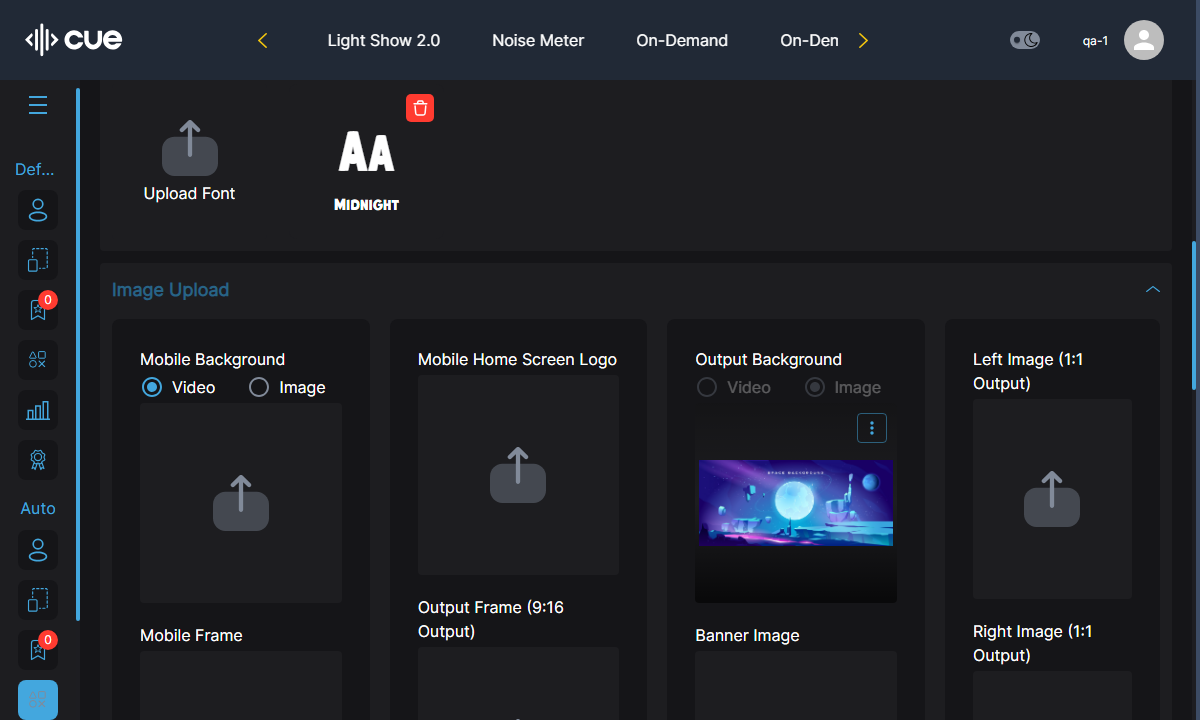 cue
Light Show 2.0
Noise Meter
On-Demand
On-Den
qa-1
Def...
0
Auto
0
Upload Font
AA
MIDNIGHT
Image Upload
Mobile Background
Video
Image
Mobile Frame
Mobile Home Screen Logo
Output Frame (9:16
Output)
Output Background
Video
Image
SPACE BACKGROUND
Banner Image
Left Image (1:1
Output)
Right Image (1:1
Output)